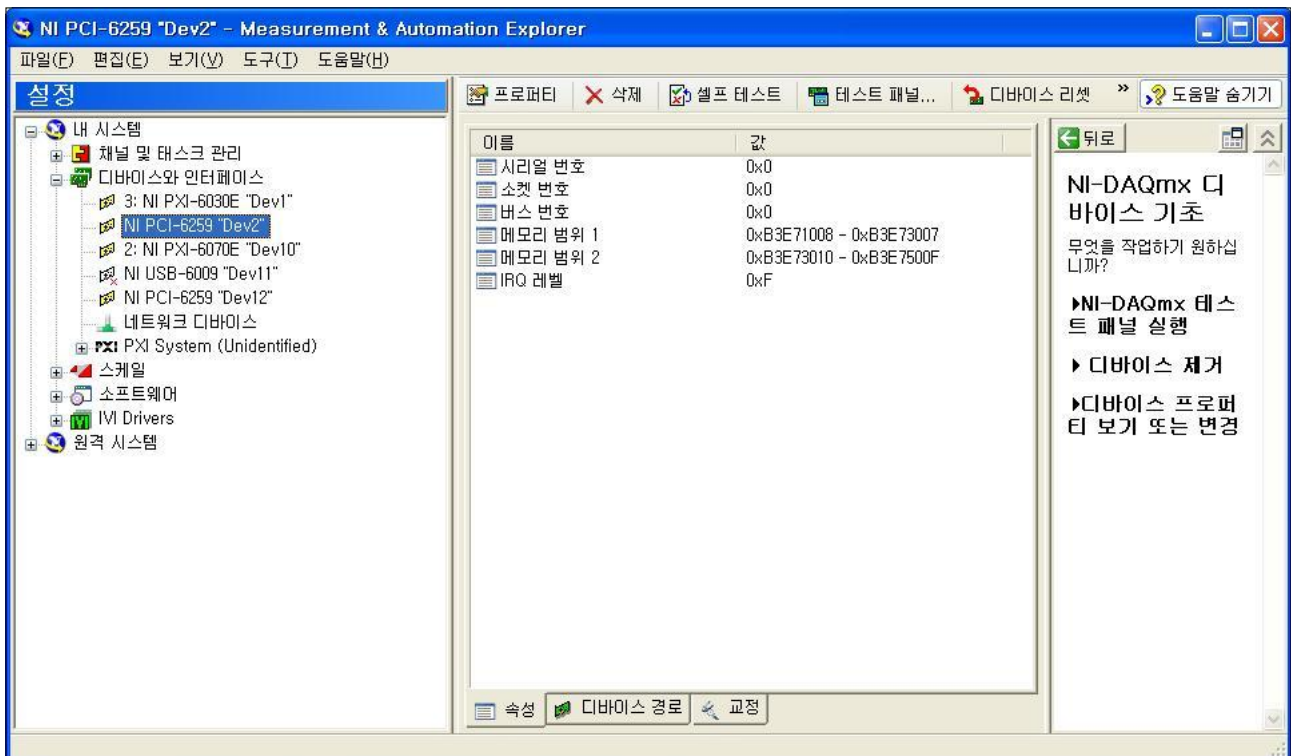 NI PCI-6259 "Dev2" - Measurement & Automation Explorer
파일(F) 편집(E) 보기(V) 도구(T) 도움말(H)
설정
내 시스템
채널 및 태스크 관리
디바이스와 인터페이스
3: NI PXI-6030E "Dev1"
NI PCI-6259 "Dev2"
2: NI PXI-6070E "Dev10"
NI USB-6009 "Dev11"
NI PCI-6259 "Dev12"
네트워크 디바이스
PXI PXI System (Unidentified)
스케일
소프트웨어
IVI Drivers
원격 시스템
프로퍼티 삭제 셀프 테스트 테스트 패널... 디바이스 리셋 » 도움말 숨기기
이름 값
시리얼 번호 0x0
소켓 번호 0x0
버스 번호 0x0
메모리 범위 1 0xB3E71008 - 0xB3E73007
메모리 범위 2 0xB3E73010 - 0xB3E7500F
IRQ 레벨 0xF
속성 디바이스 경로 교정
뒤로
NI-DAQmx 디
바이스 기초
무엇을 작업하기 원하십
니까?
NI-DAQmx 테스
트 패널 실행
디바이스 제거
디바이스 프로퍼
티 보기 또는 변경